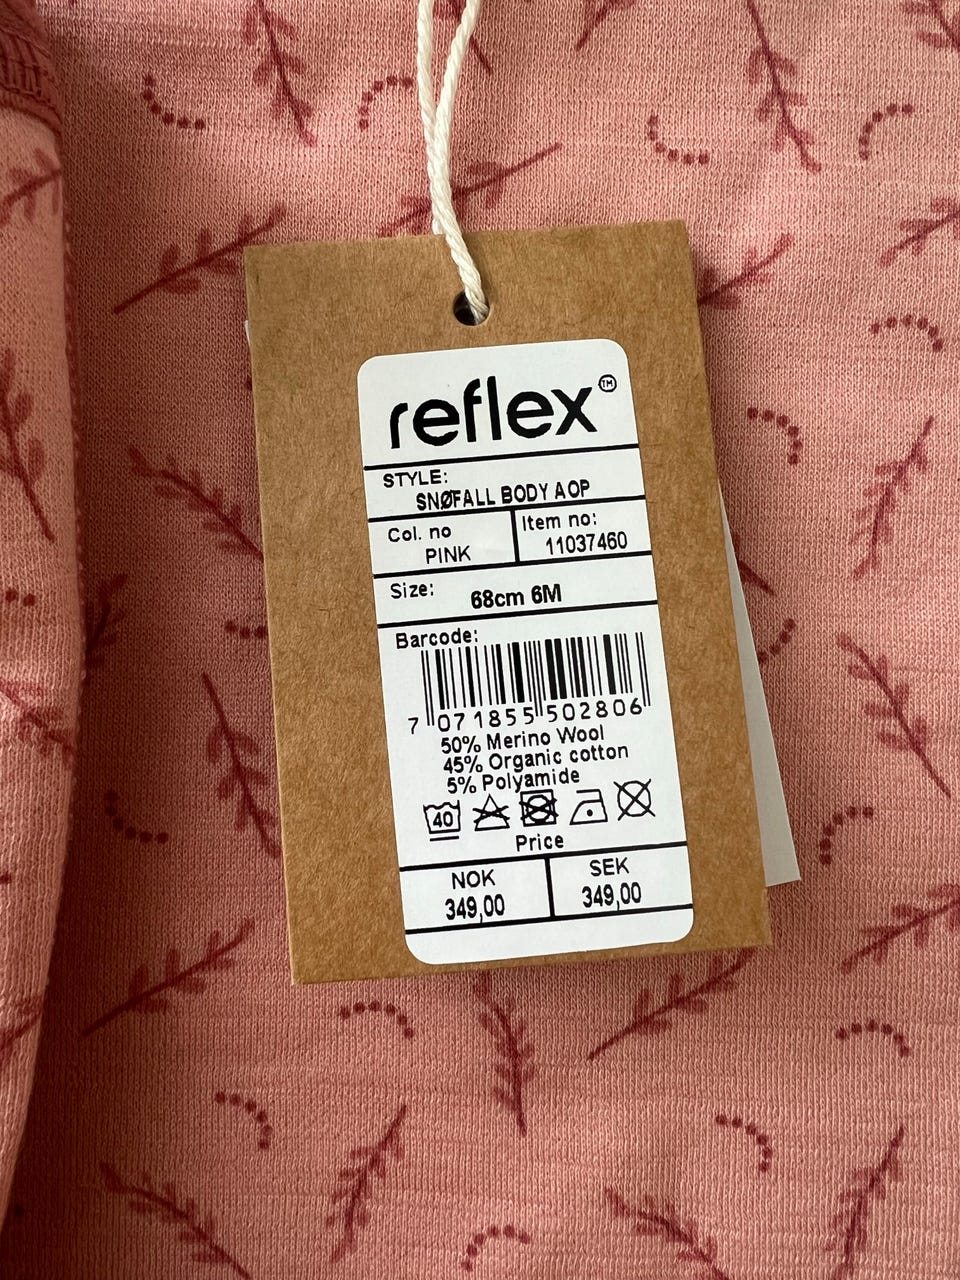 reflex™
STYLE:
SNØFALL BODY AOP
Col. no
PINK
Item no:
11037460
Size:
68cm 6M
Barcode:
7 071855 502806
50% Merino Wool
45% Organic cotton
5% Polyamide
40
Price
NOK
349,00
SEK
349,00